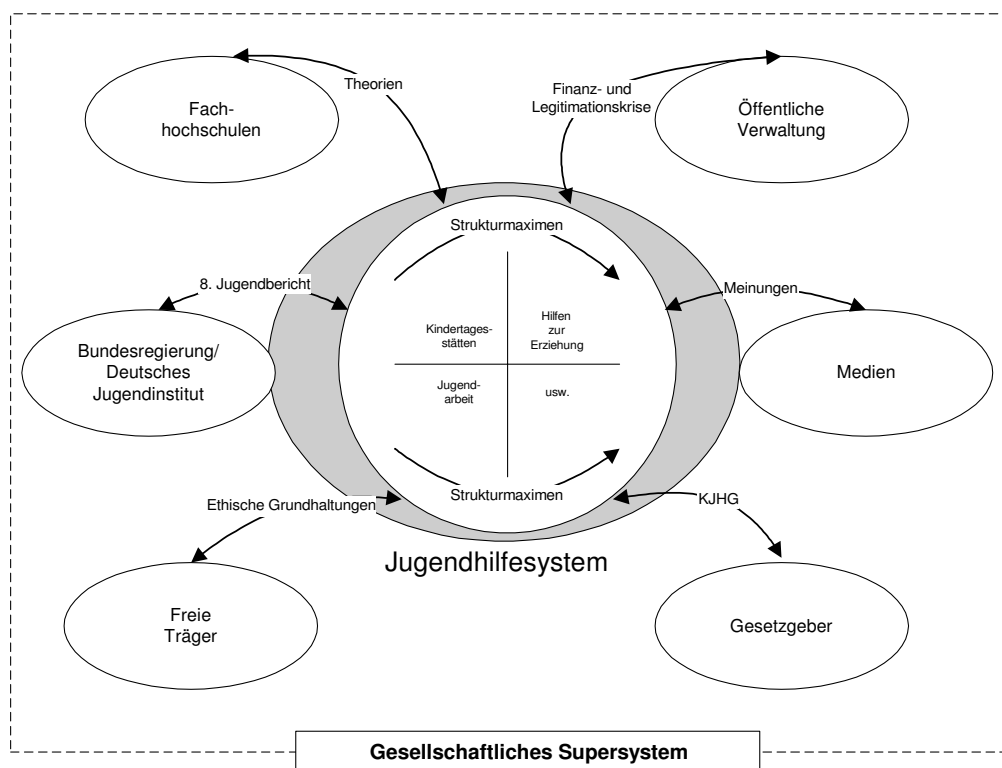 Theorien
Fach-
hochschulen
Finanz- und
Legitimationskrise
Öffentliche
Verwaltung
Strukturmaximen
8. Jugendbericht
Meinungen
Kindertages-
stätten
Hilfen
zur
Erziehung
Bundesregierung/
Deutsches
Jugendinstitut
Medien
Jugend-
arbeit
usw.
Strukturmaximen
Ethische Grundhaltungen
KJHG
Jugendhilfesystem
Freie
Träger
Gesetzgeber
Gesellschaftliches Supersystem